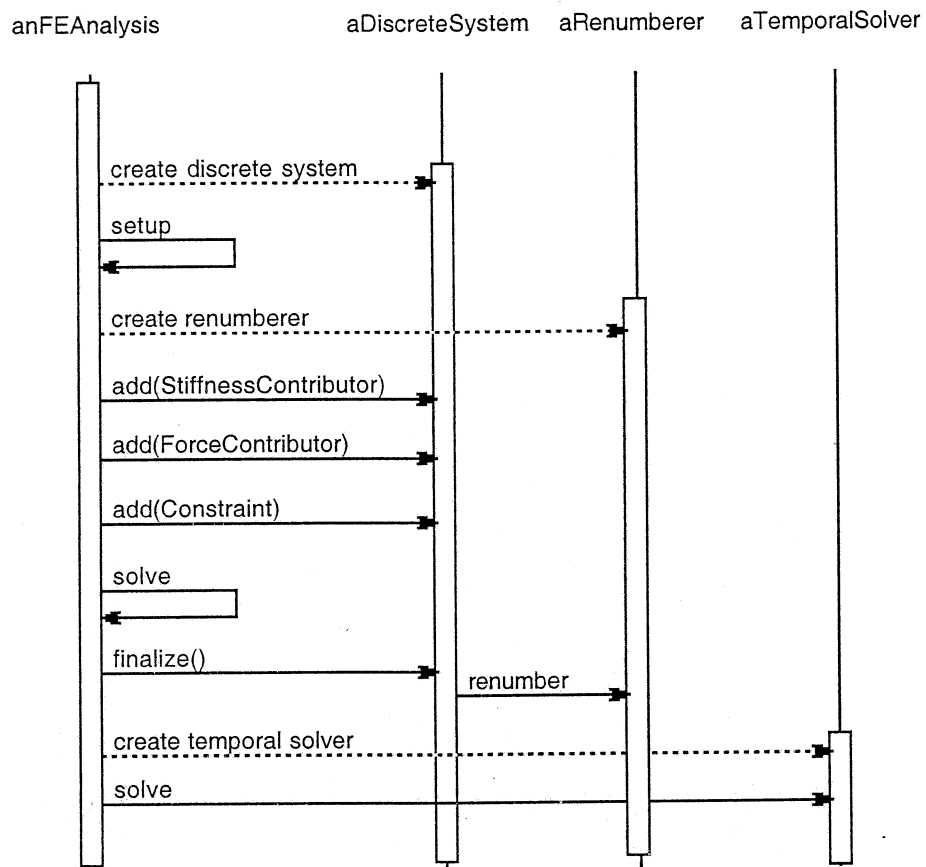 anFEAnalysis aDiscreteSystem aRenumberer aTemporalSolver
create discrete system
setup
create renumberer
add(StiffnessContributor)
add(ForceContributor)
add(Constraint)
solve
finalize()
renumber
create temporal solver
solve